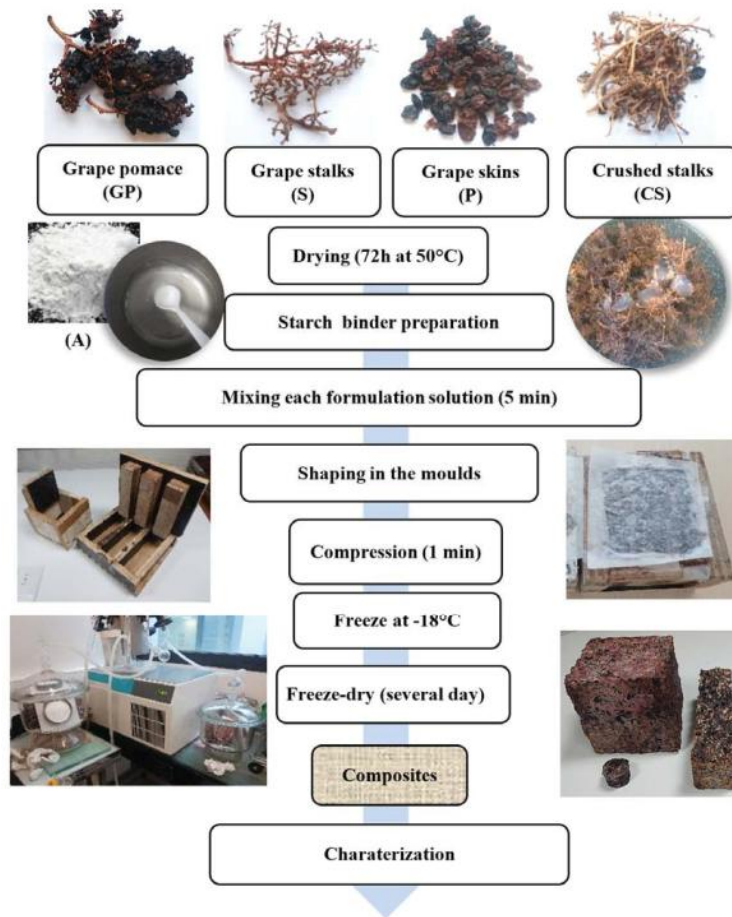 Grape pomace
(GP)
Grape stalks
(S)
Grape skins
(P)
Crushed stalks
(CS)
Drying (72h at 50°C)
(A)
Starch binder preparation
Mixing each formulation solution (5 min)
Shaping in the moulds
Compression (1 min)
Freeze at -18°C
Freeze-dry (several day)
Composites
Charaterization